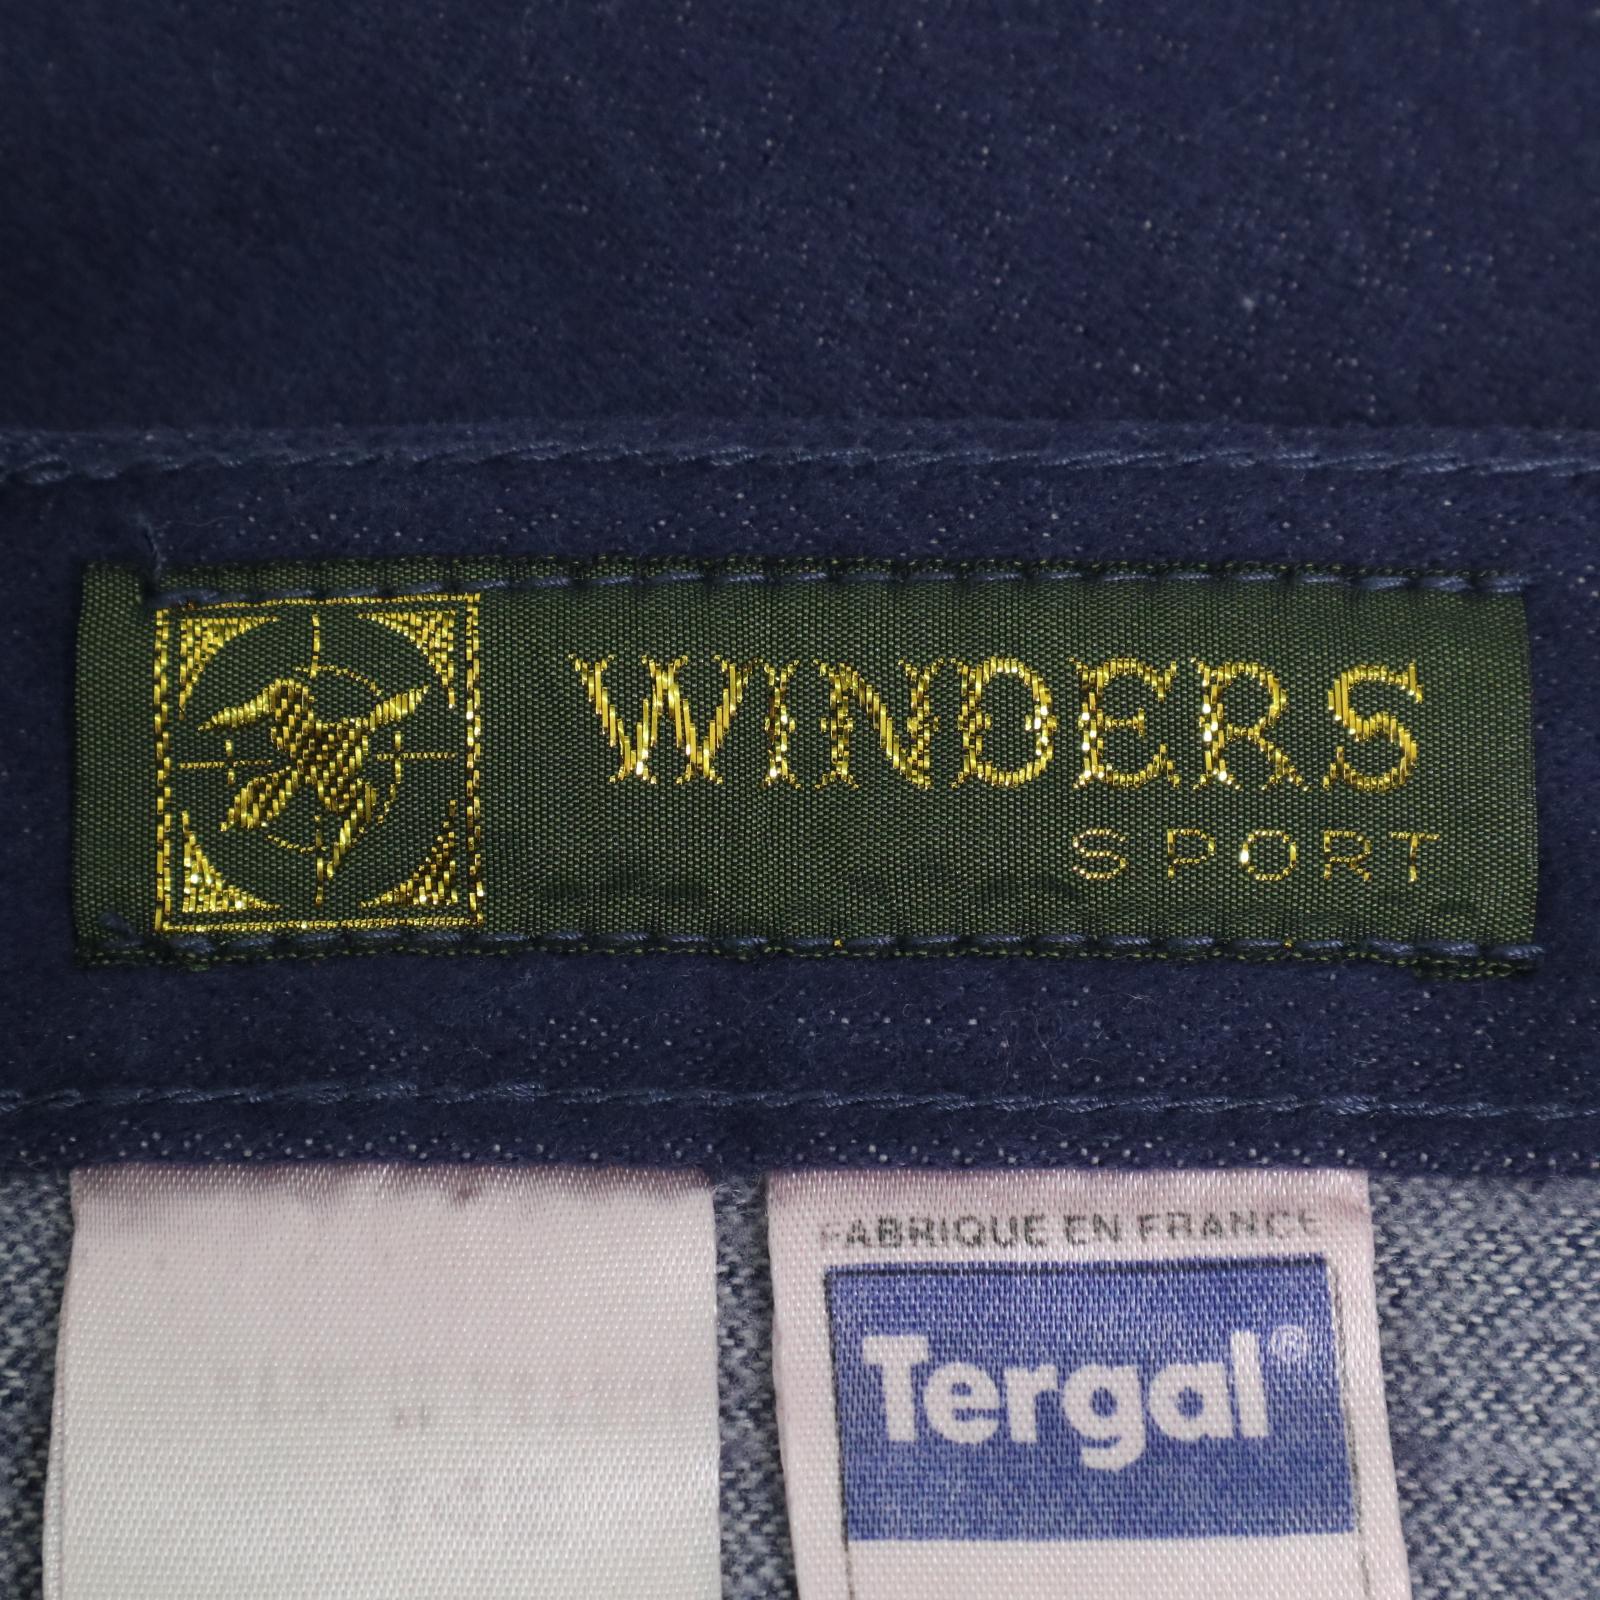 WINDERS
SPORT
FABRIQUE EN FRANCE
Tergal®